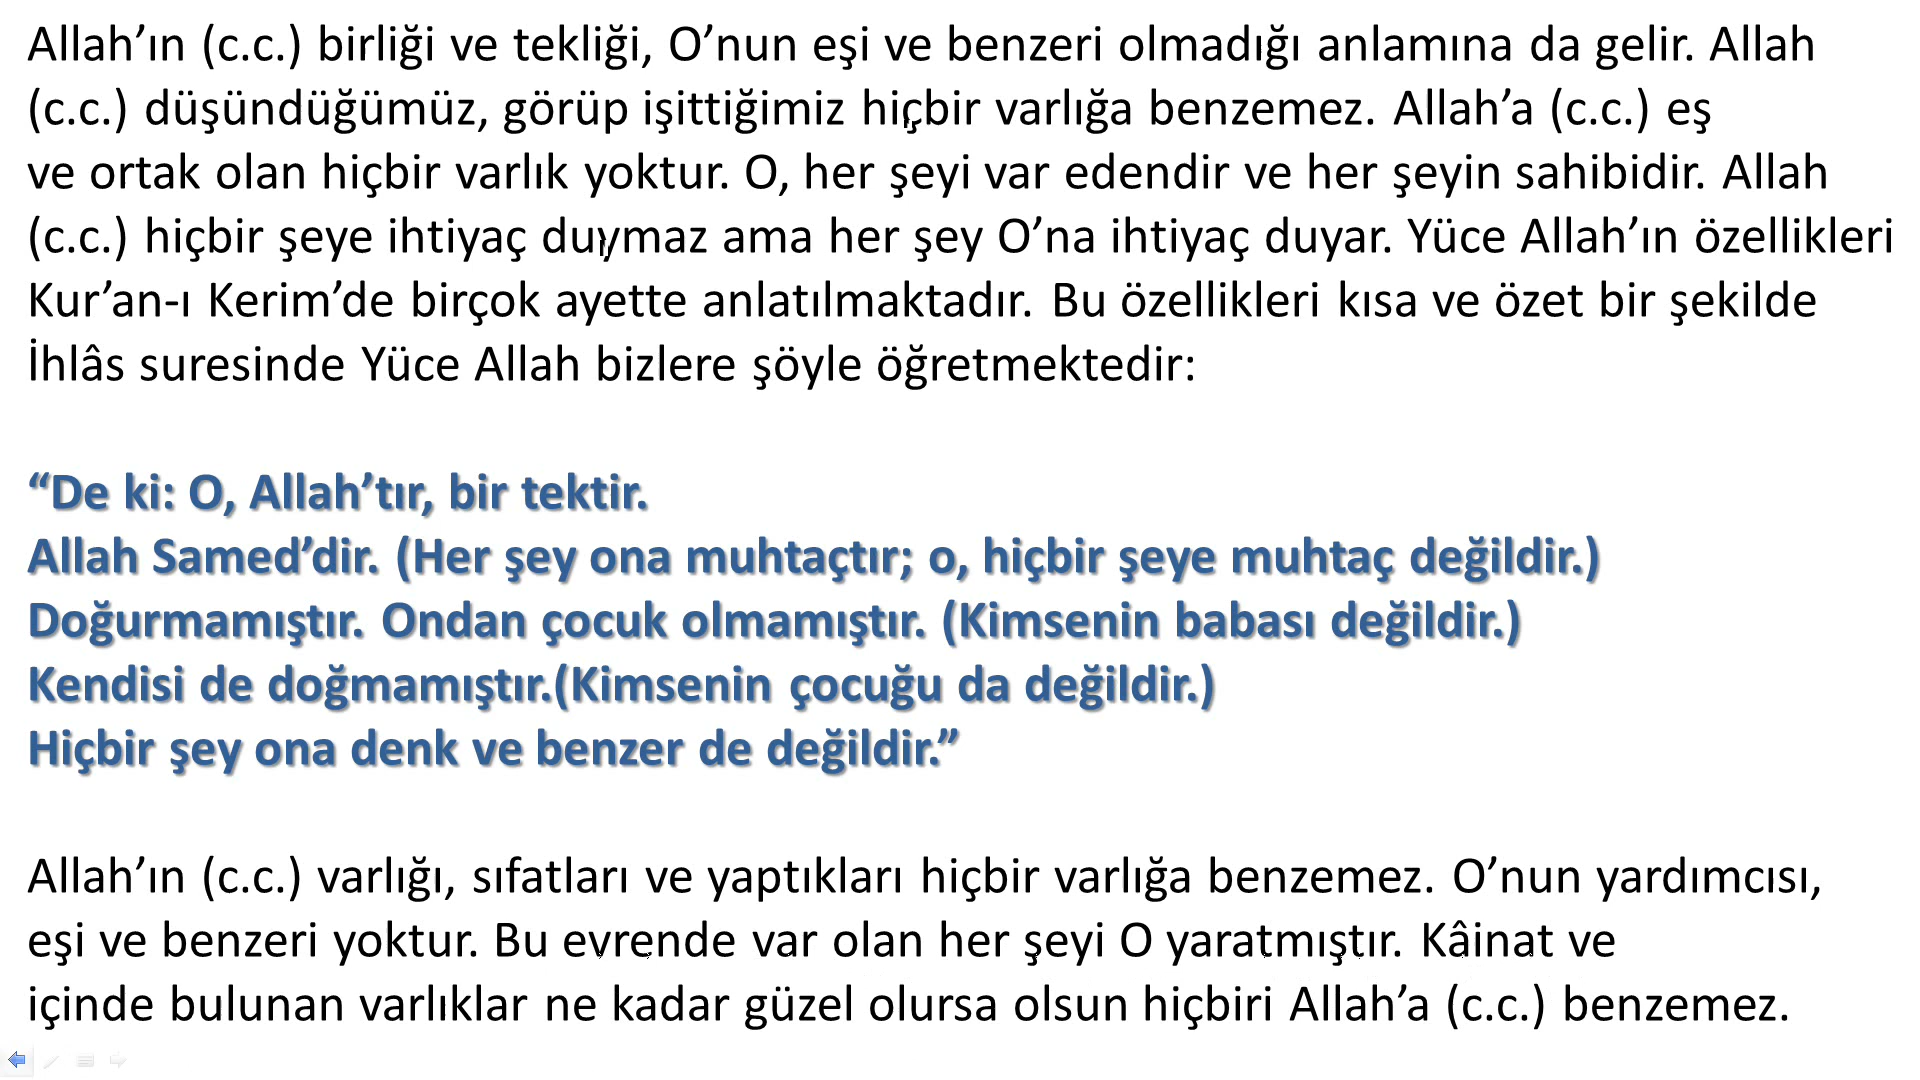 Allah’ın (c.c.) birliği ve tekliği, O’nun eşi ve benzeri olmadığı anlamına da gelir. Allah
(c.c.) düşündüğümüz, görüp işittiğimiz hiçbir varlığa benzemez. Allah’a (c.c.) eş
ve ortak olan hiçbir varlık yoktur. O, her şeyi var edendir ve her şeyin sahibidir. Allah
(c.c.) hiçbir şeye ihtiyaç duymaz ama her şey O’na ihtiyaç duyar. Yüce Allah’ın özellikleri
Kur’an-ı Kerim’de birçok ayette anlatılmaktadır. Bu özellikleri kısa ve özet bir şekilde
İhlâs suresinde Yüce Allah bizlere şöyle öğretmektedir:
“De ki: O, Allah’tır, bir tektir.
Allah Samed’dir. (Her şey ona muhtaçtır; o, hiçbir şeye muhtaç değildir.)
Doğurmamıştır. Ondan çocuk olmamıştır. (Kimsenin babası değildir.)
Kendisi de doğmamıştır.(Kimsenin çocuğu da değildir.)
Hiçbir şey ona denk ve benzer de değildir.”
Allah’ın (c.c.) varlığı, sıfatları ve yaptıkları hiçbir varlığa benzemez. O’nun yardımcısı,
eşi ve benzeri yoktur. Bu evrende var olan her şeyi O yaratmıştır. Kâinat ve
içinde bulunan varlıklar ne kadar güzel olursa olsun hiçbiri Allah’a (c.c.) benzemez.